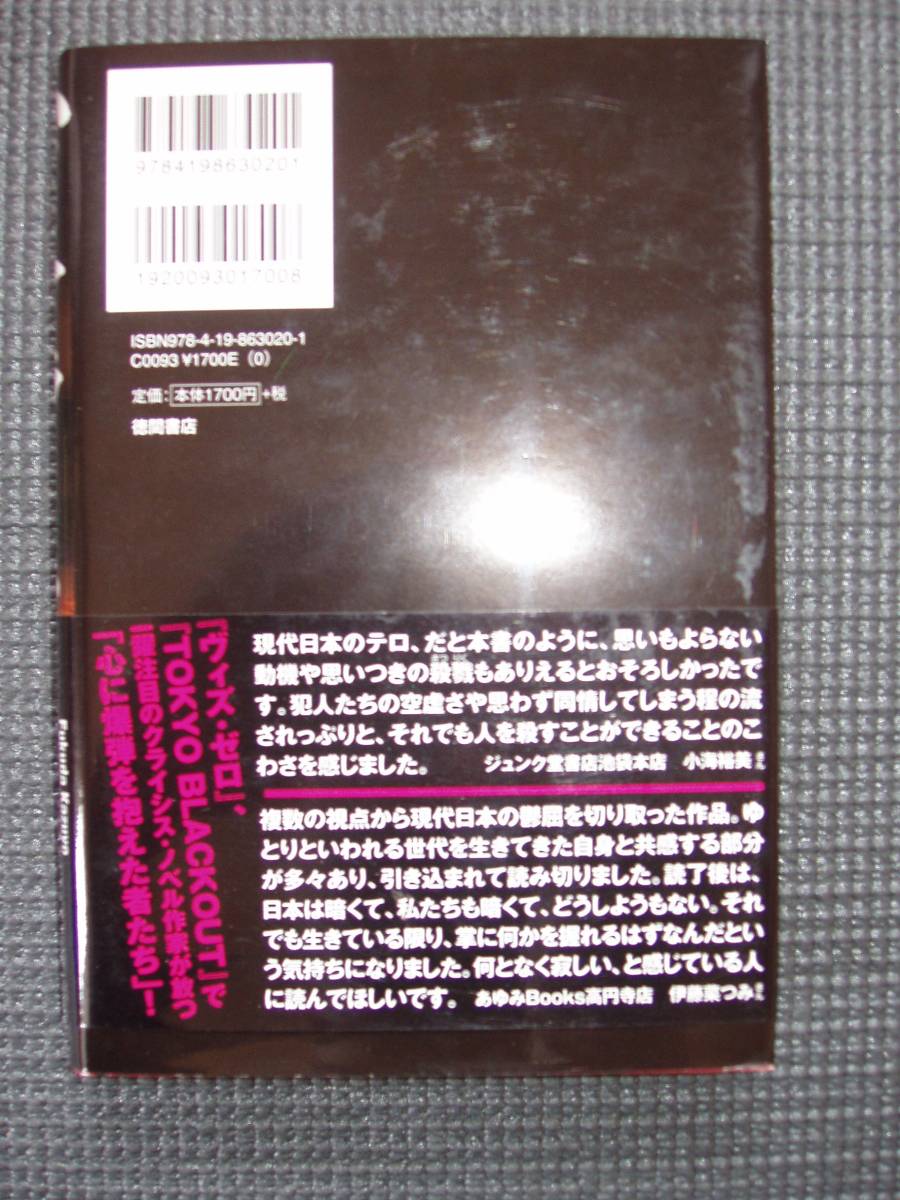 9784198630201
1920093017008
ISBN978-4-19-863020-1
C0093 ¥1700E (0)
定価:本体1700円+税
徳間書店
『ヴィズ・ゼロ』、
『TOKYO BLACKOUT』で
一躍注目のクライシス・ノベル作家が放つ
「心に爆弾を抱えた者たち」!
現代日本のテロ、だと本書のように、思いもよらない
動機や思いつきの殺戮もありえるとおそろしかったで
す。犯人たちの空虚さや思わず同情してしまう程の流
されっぷりと、それでも人を殺すことができることのこ
わさを感じました。 ジュンク堂書店池袋本店 小海裕美さん
複数の視点から現代日本の鬱屈を切り取った作品。ゆ
とりといわれる世代を生きてきた自身と共感する部分
が多々あり、引き込まれて読み切りました。読了後は、
日本は暗くて、私たちも暗くて、どうしようもない。それ
でも生きている限り、掌に何かを握れるはずなんだとい
う気持ちになりました。何となく寂しい、と感じている人
に読んでほしいです。 あゆみBooks高円寺店 伊藤菜つみさん
Fukuda Kazuyo